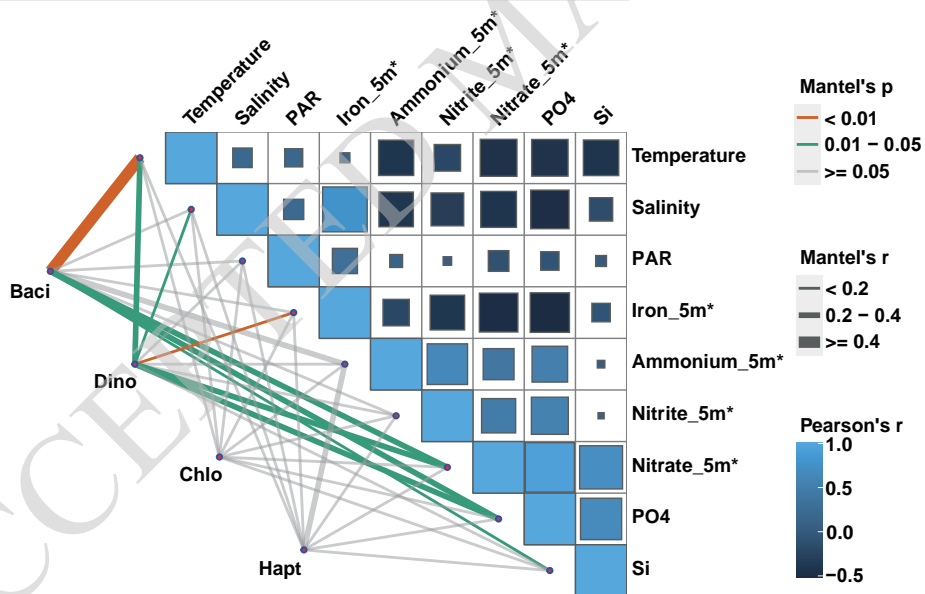 Temperature
Salinity
PAR
Iron_5m*
Ammonium_5m*
Nitrite_5m*
Nitrate_5m*
PO4
Si
Temperature
Salinity
PAR
Iron_5m*
Ammonium_5m*
Nitrite_5m*
Nitrate_5m*
PO4
Si
Baci
Dino
Chlo
Hapt
Mantel's p
< 0.01
0.01 − 0.05
>= 0.05
Mantel's r
< 0.2
0.2 − 0.4
>= 0.4
Pearson's r
1.0
0.5
0.0
−0.5
CCEPTED MA